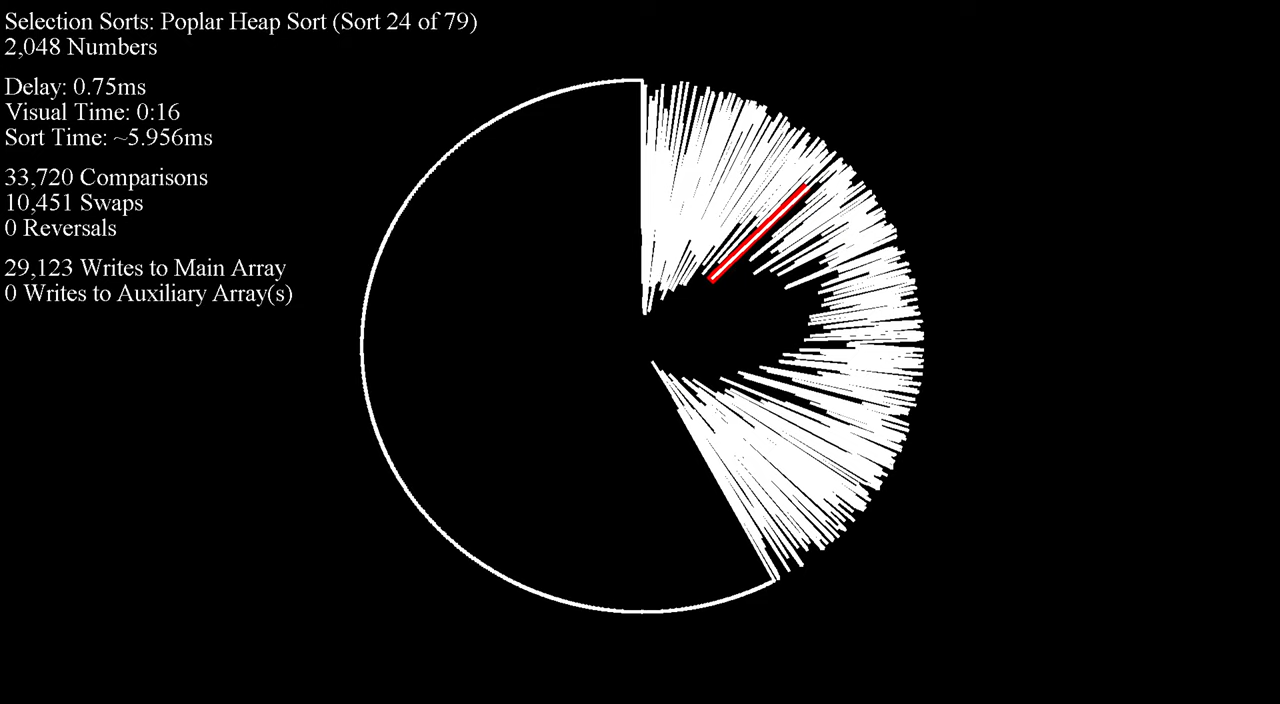 Selection Sorts: Poplar Heap Sort (Sort 24 of 79)
2,048 Numbers
Delay: 0.75ms
Visual Time: 0:16
Sort Time: ~5.956ms
33,720 Comparisons
10,451 Swaps
0 Reversals
29,123 Writes to Main Array
0 Writes to Auxiliary Array(s)